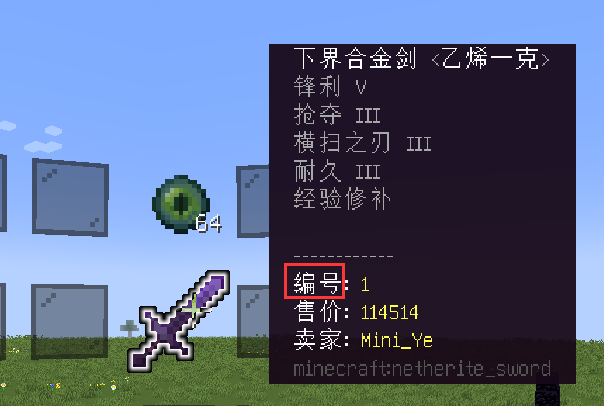 下界合金剑 <乙烯一克>
锋利 V
抢夺 III
横扫之刃 III
耐久 III
经验修补
64
------------
编号: 1
售价: 114514
卖家: Mini_Ye
minecraft:netherite_sword